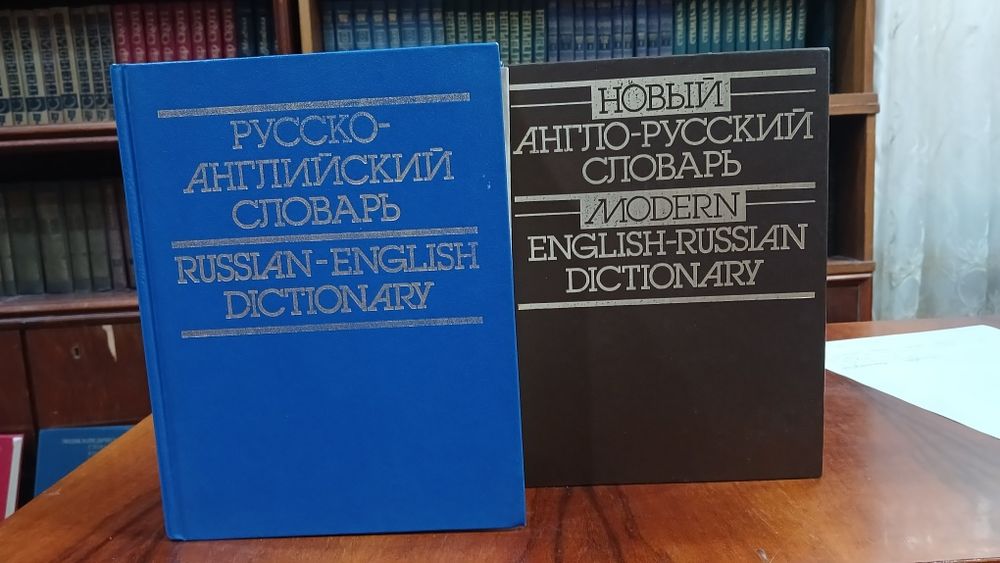 РУССКО-
АНГЛИЙСКИЙ
СЛОВАРЬ
RUSSIAN-ENGLISH
DICTIONARY
НОВЫЙ
АНГЛО-РУССКИЙ
СЛОВАРЬ
MODERN
ENGLISH-RUSSIAN
DICTIONARY